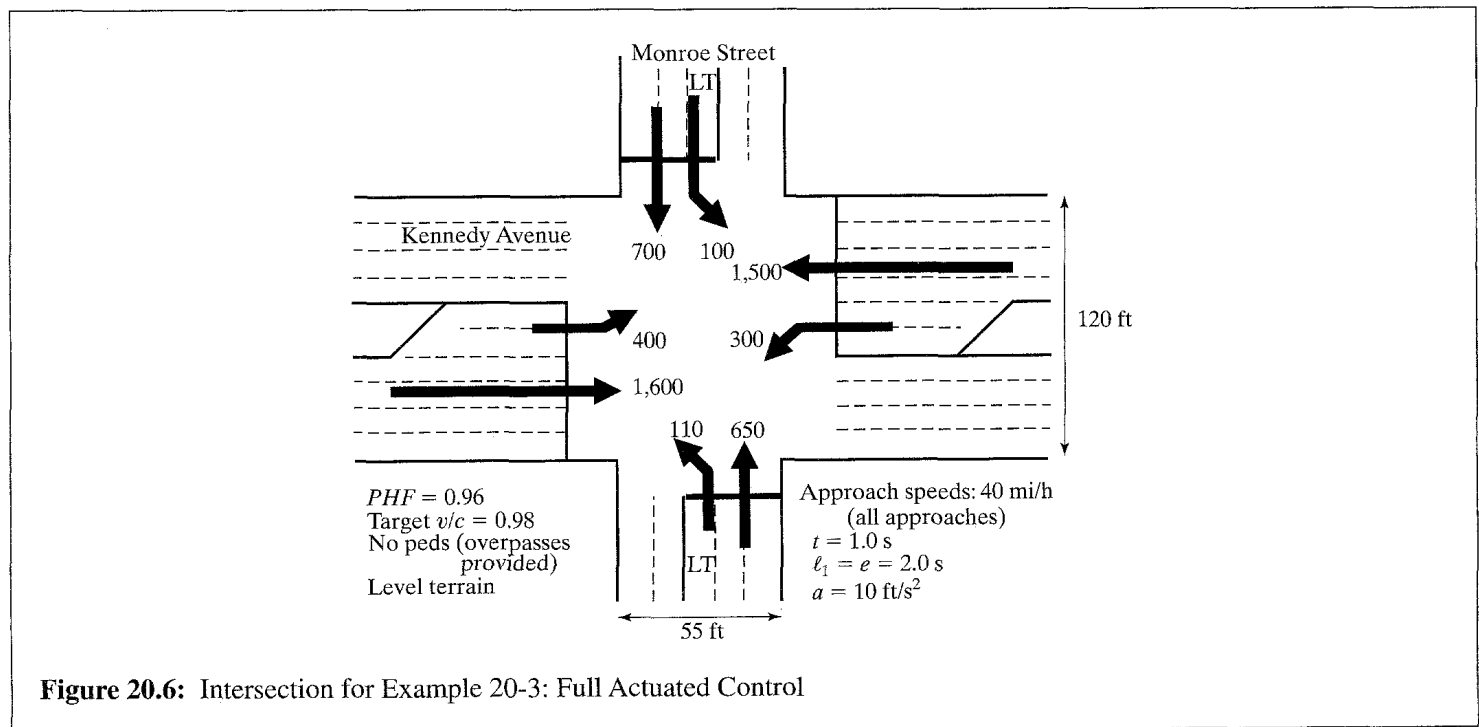 Monroe Street
LT
Kennedy Avenue
700
100
1,500
400
300
120 ft
1,600
110
650
PHF = 0.96
Target v/c = 0.98
No peds (overpasses
provided)
Level terrain
LT
Approach speeds: 40 mi/h
(all approaches)
t = 1.0 s
ℓ₁ = e = 2.0 s
a = 10 ft/s²
55 ft
Figure 20.6: Intersection for Example 20-3: Full Actuated Control